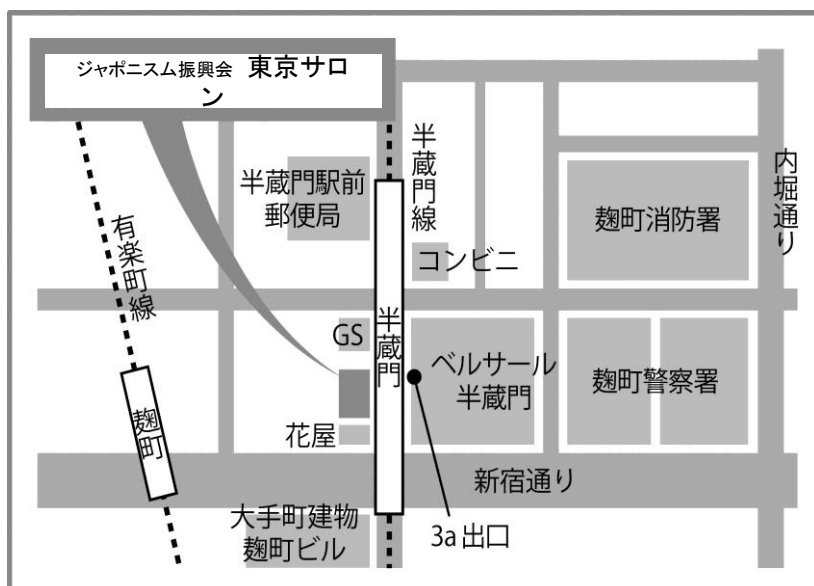 ジャポニスム振興会 東京サロ
ン
半蔵門線
内堀通り
半蔵門駅前
郵便局
麹町消防署
有楽町線
コンビニ
GS
半蔵門
ベルサール
半蔵門
麹町警察署
麹町
花屋
新宿通り
大手町建物
麹町ビル
3a 出口